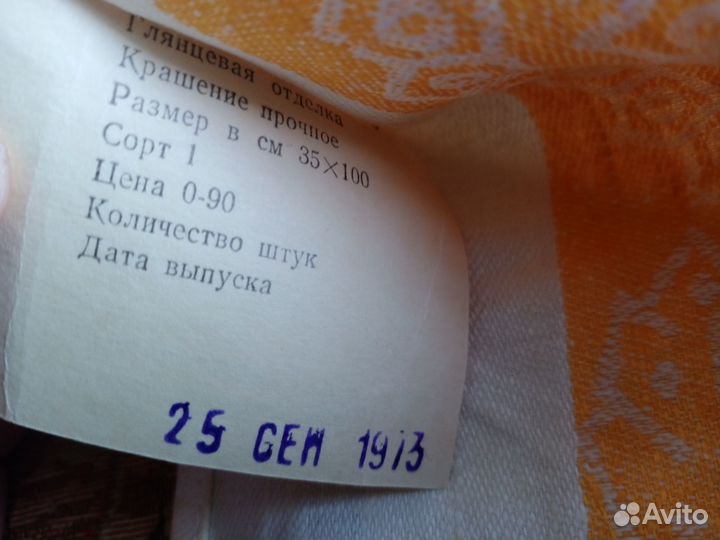 Глянцевая отделка
Крашение прочное
Размер в см 35×100
Сорт 1
Цена 0-90
Количество штук
Дата выпуска
25 СЕН 1973
Avito